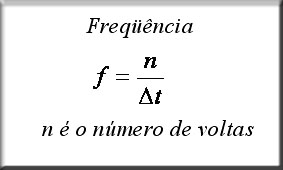 Freqüência
f = n/Δt
n é o número de voltas